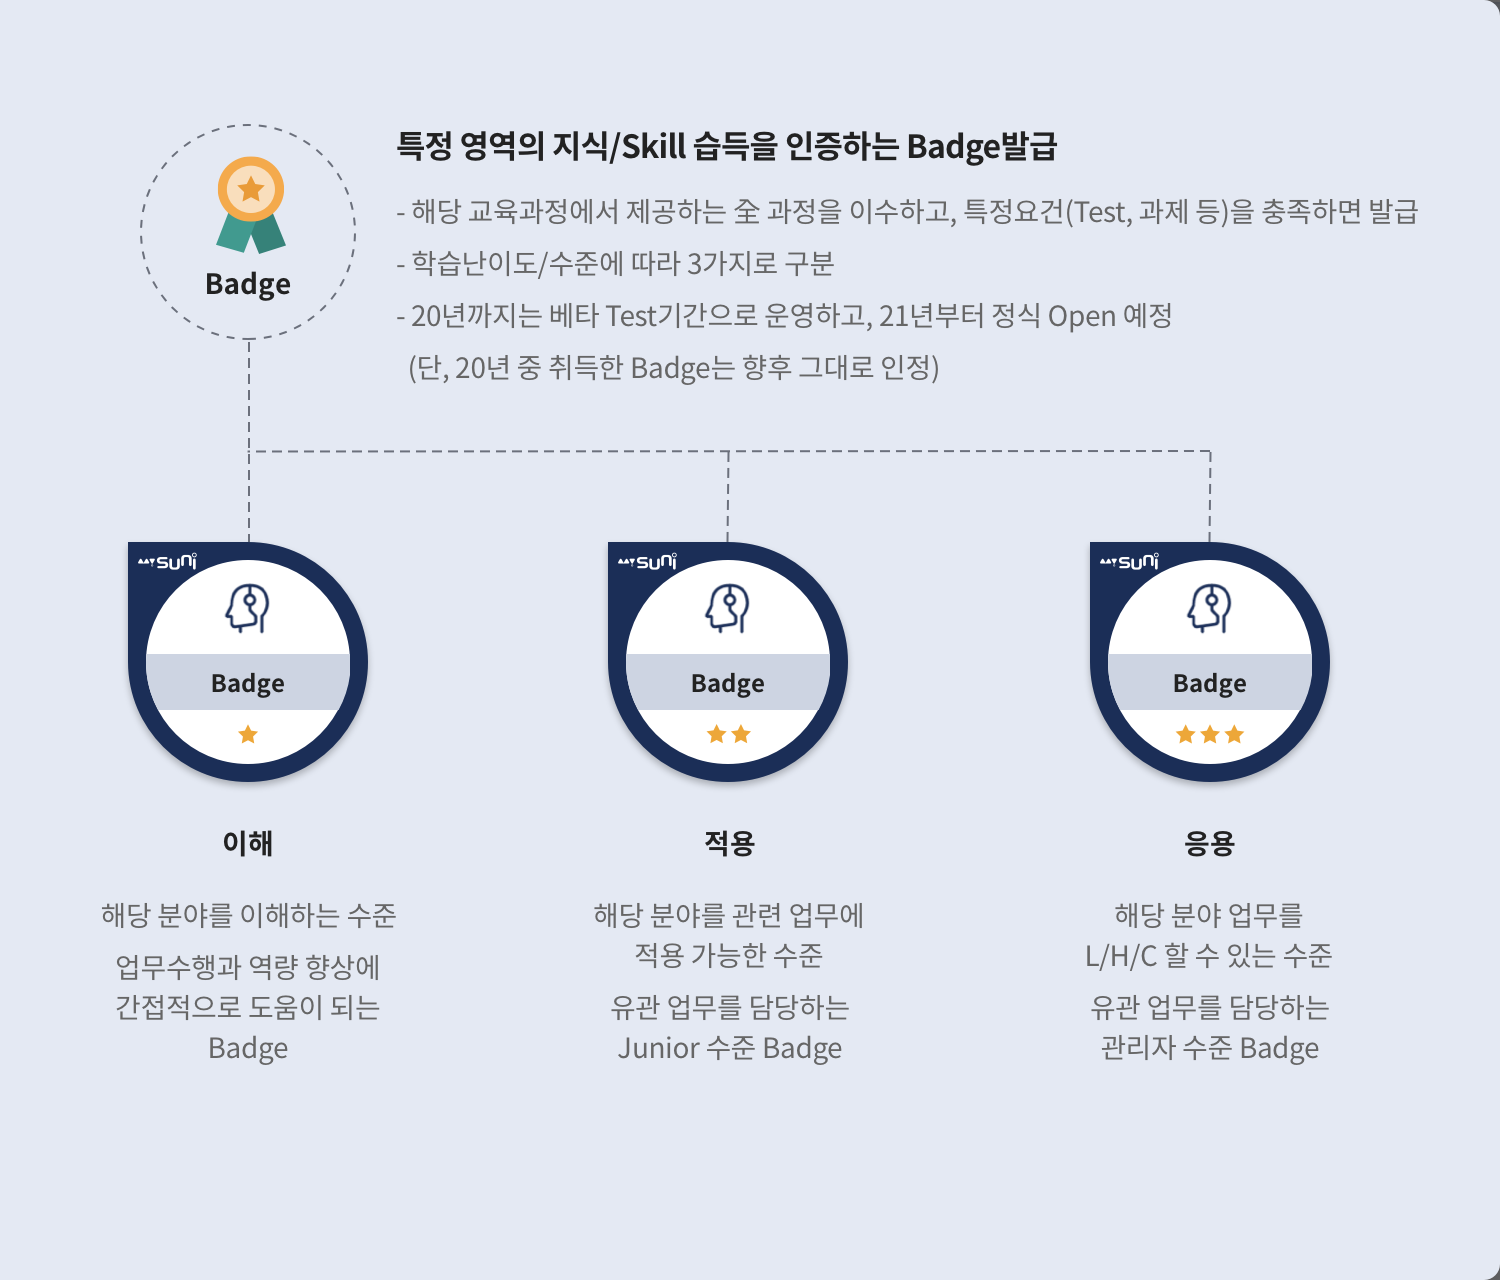 특정 영역의 지식/Skill 습득을 인증하는 Badge발급
- 해당 교육과정에서 제공하는 全 과정을 이수하고, 특정요건(Test, 과제 등)을 충족하면 발급
- 학습난이도/수준에 따라 3가지로 구분
- 20년까지는 베타 Test기간으로 운영하고, 21년부터 정식 Open 예정
(단, 20년 중 취득한 Badge는 향후 그대로 인정)
Badge
mySUNI
Badge
이해
해당 분야를 이해하는 수준
업무수행과 역량 향상에
간접적으로 도움이 되는
Badge
mySUNI
Badge
적용
해당 분야를 관련 업무에
적용 가능한 수준
유관 업무를 담당하는
Junior 수준 Badge
mySUNI
Badge
응용
해당 분야 업무를
L/H/C 할 수 있는 수준
유관 업무를 담당하는
관리자 수준 Badge